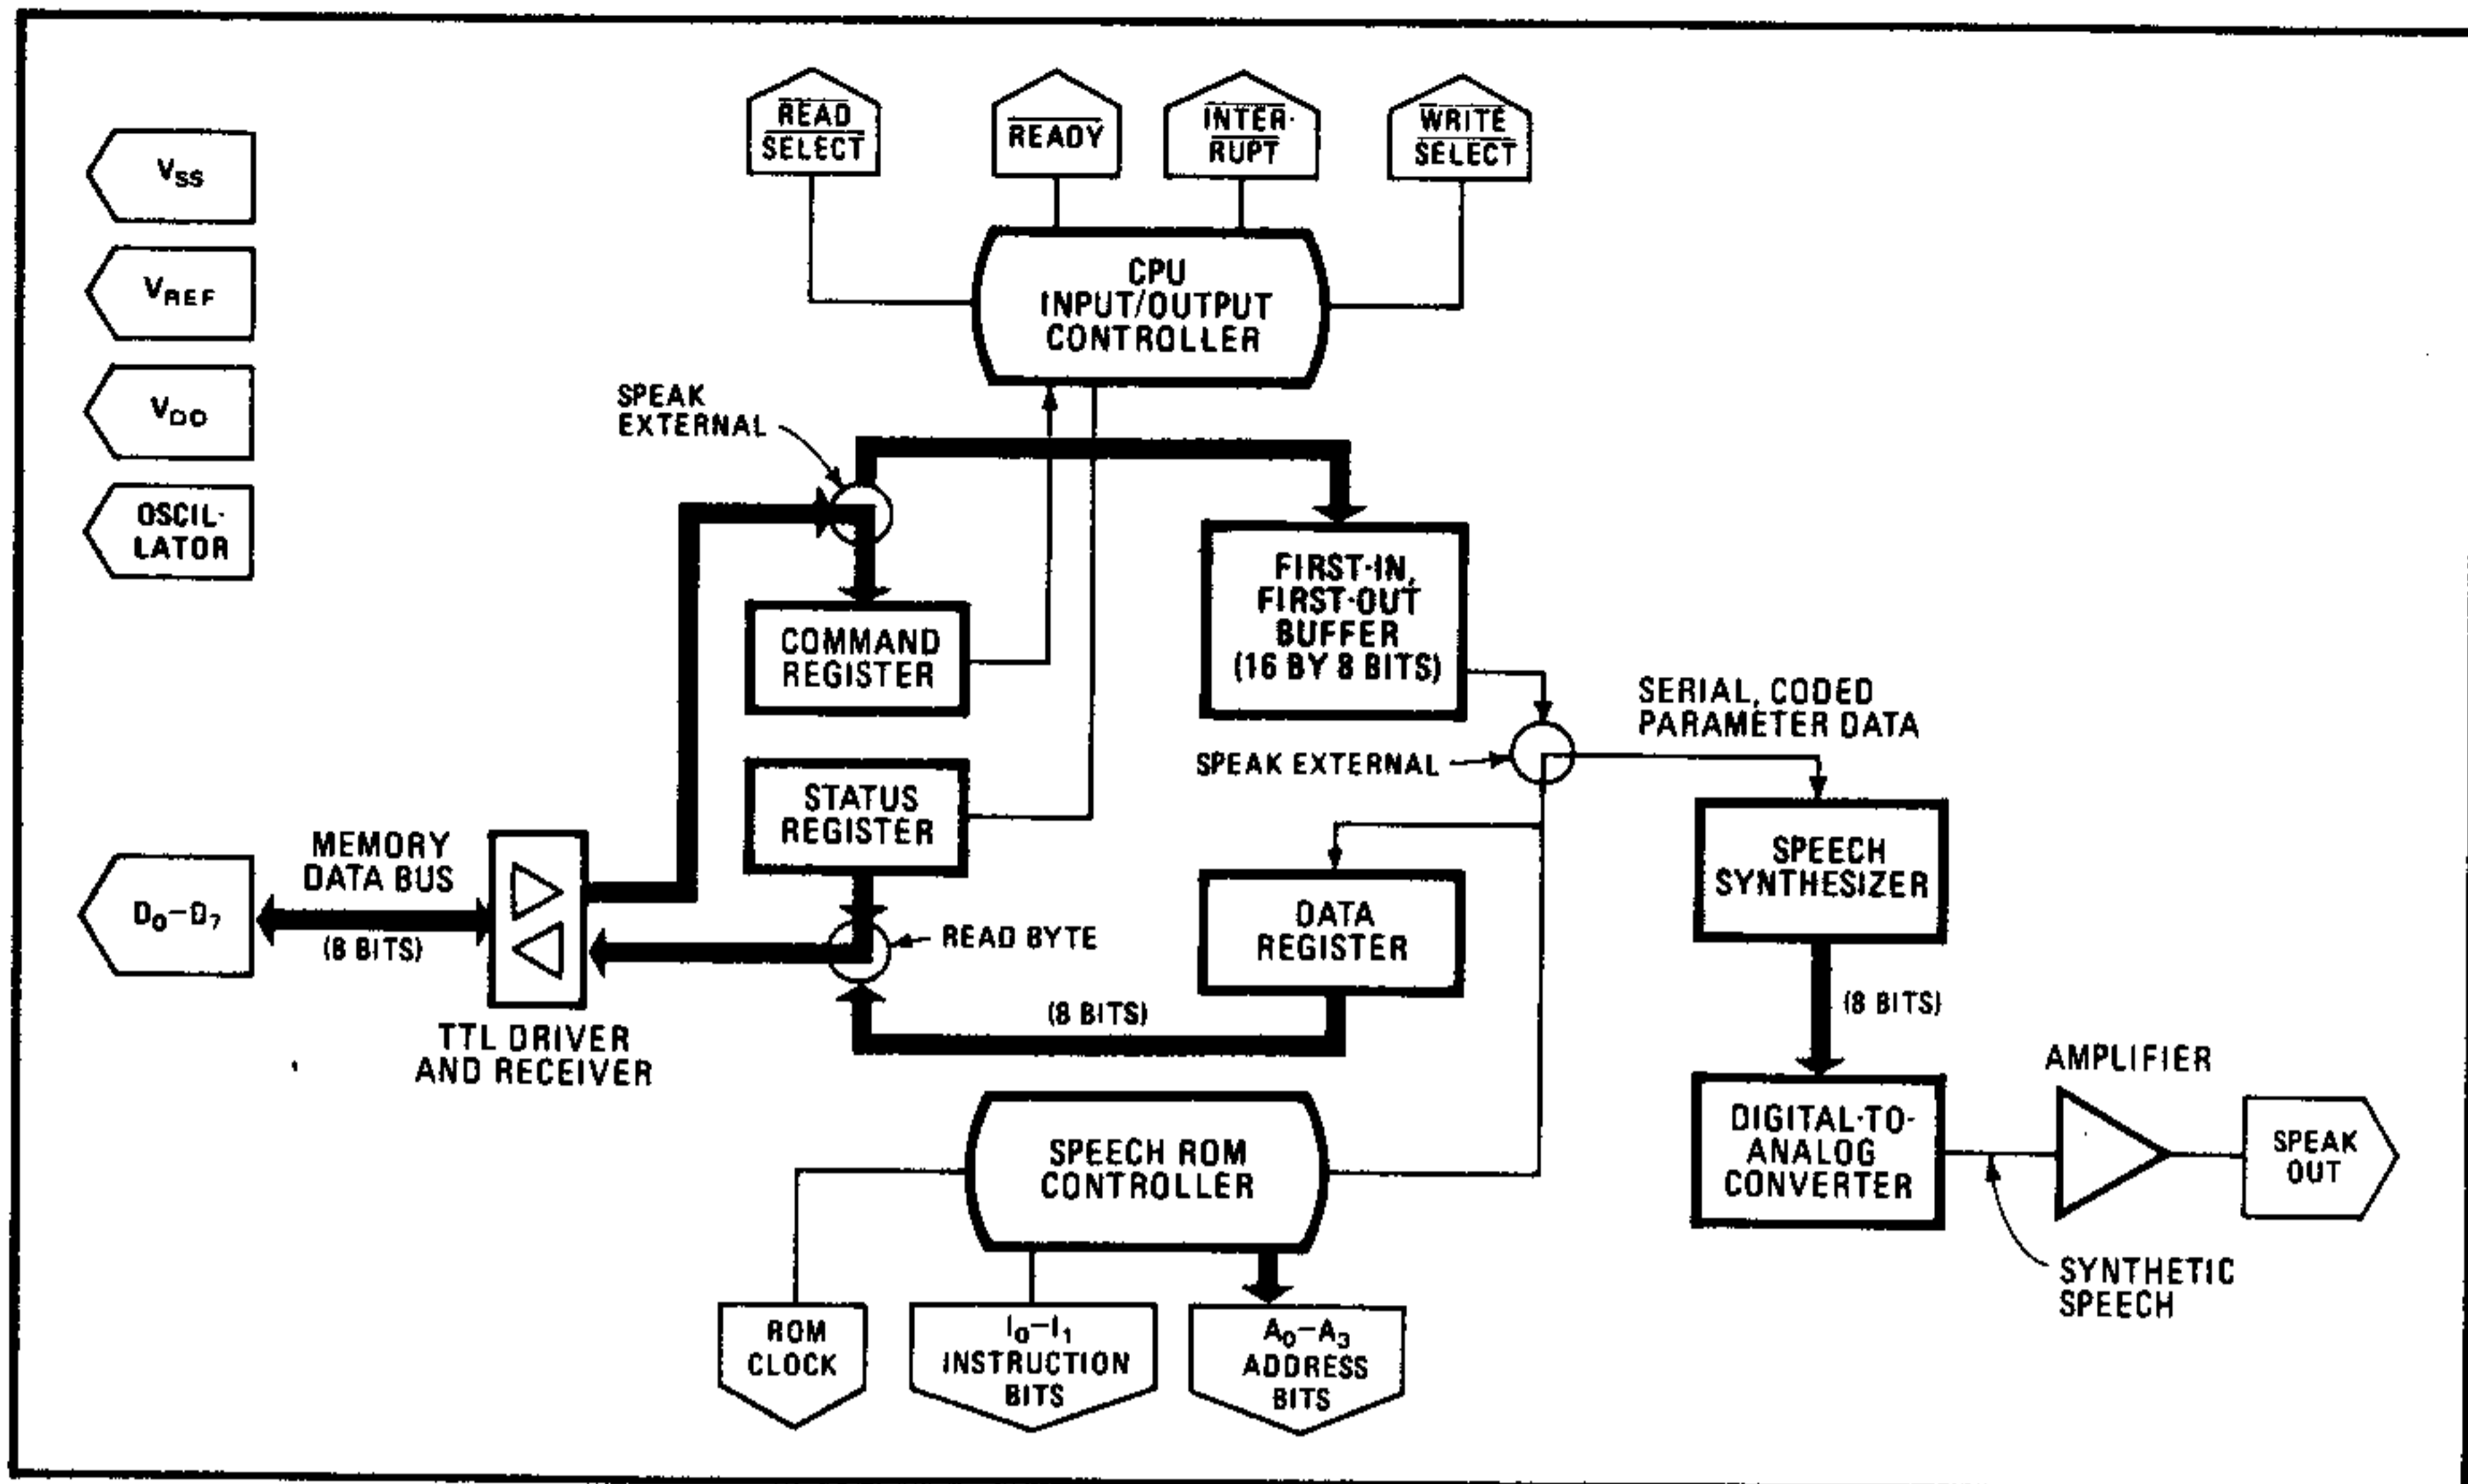 READ
SELECT
READY
INTER-
RUPT
WRITE
SELECT
VSS
VREF
VDO
OSCIL-
LATOR
CPU
INPUT/OUTPUT
CONTROLLER
SPEAK
EXTERNAL
FIRST-IN,
FIRST-OUT
BUFFER
(16 BY 8 BITS)
COMMAND
REGISTER
SERIAL, CODED
PARAMETER DATA
SPEAK EXTERNAL
STATUS
REGISTER
SPEECH
SYNTHESIZER
MEMORY
DATA BUS
D0–D7
(8 BITS)
READ BYTE
DATA
REGISTER
(8 BITS)
(8 BITS)
TTL DRIVER
AND RECEIVER
AMPLIFIER
SPEECH ROM
CONTROLLER
DIGITAL-TO-
ANALOG
CONVERTER
SPEAK
OUT
SYNTHETIC
SPEECH
ROM
CLOCK
I0–I1
INSTRUCTION
BITS
A0–A3
ADDRESS
BITS